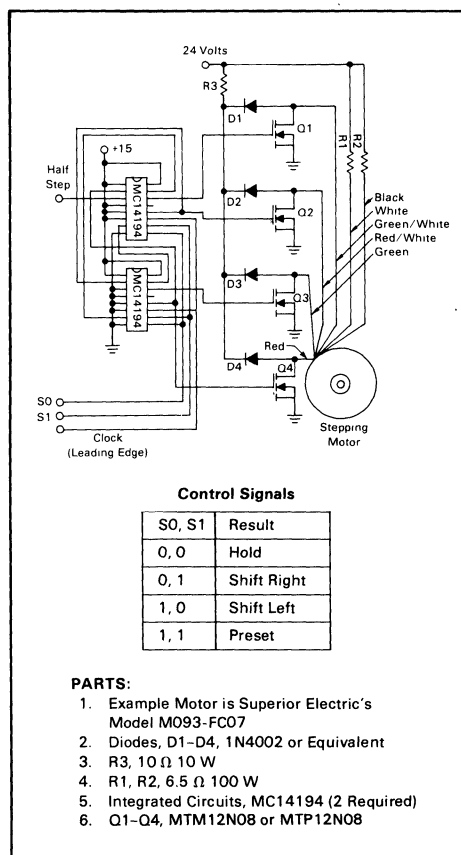 24 Volts
R3
D1
Q1
R1
R2
+15
Half
Step
MC14194
D2
Q2
Black
White
Green/White
Red/White
Green
MC14194
D3
Q3
Red
D4
Q4
S0
S1
Clock
(Leading Edge)
Stepping
Motor
Control Signals
S0, S1 Result
0, 0 Hold
0, 1 Shift Right
1, 0 Shift Left
1, 1 Preset
PARTS:
1. Example Motor is Superior Electric's
Model M093-FC07
2. Diodes, D1–D4, 1N4002 or Equivalent
3. R3, 10 Ω 10 W
4. R1, R2, 6.5 Ω 100 W
5. Integrated Circuits, MC14194 (2 Required)
6. Q1–Q4, MTM12N08 or MTP12N08